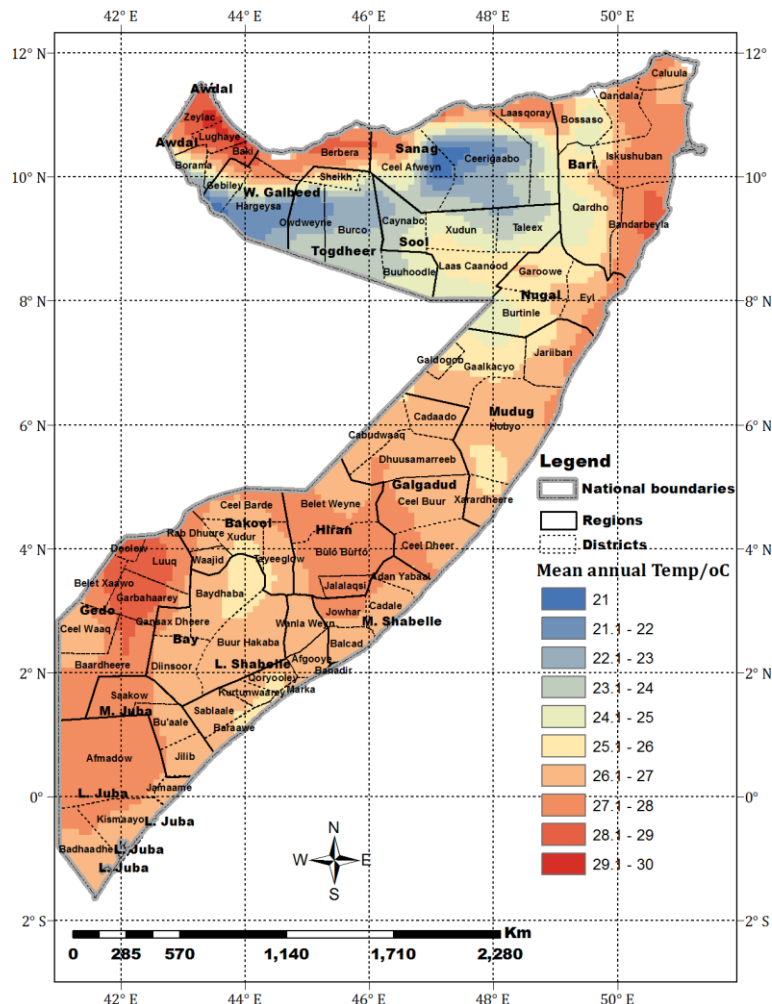 42° E 44° E 46° E 48° E 50° E
12° N
10° N
8° N
6° N
4° N
2° N
0°
2° S
12° N
10° N
8° N
6° N
4° N
2° N
0°
2° S
Awdal
Caluula
Qandala
Zeylac
Laasqoray
Bossaso
Lughaye
Awdal
Baki
Berbera
Sanag
Ceerigaabo
Iskushuban
Borama
Sheikh
Ceel Afweyn
Bari
Gebiley
W. Galbeed
Hargeysa
Qardho
Owdweyne
Burco
Caynabo
Xudun
Taleex
Bandarbeyla
Togdheer
Sool
Buuhoodle
Laas Caanood
Garoowe
Nugal
Eyl
Burtinle
Jariiban
Galdogob
Gaalkacyo
Cadaado
Mudug
Hobyo
Cabudwaaq
Dhuusamarreeb
Galgadud
Ceel Buur
Xarardheere
Ceel Barde
Belet Weyne
Bakool
Rab Dhuure
Xudur
Hiran
Doolow
Luuq
Waajid
Tayeeglow
Bulo Burto
Ceel Dheer
Belet Xaawo
Garbahaarey
Baydhaba
Jalalaqsi
Adan Yabaal
Gedo
Qansax Dheere
Jowhar
Cadale
Ceel Waaq
Bay
Wanla Weyn
M. Shabelle
Buur Hakaba
Balcad
Baardheere
Diinsoor
L. Shabelle
Afgooye
Banadir
Qoryooley
Saakow
Kurtunwaarey
Marka
M. Juba
Bu'aale
Sablaale
Baraawe
Afmadow
Jilib
L. Juba
Jamaame
Kismaayo
L. Juba
Badhaadhe
L. Juba
L. Juba
Legend
National boundaries
Regions
Districts
Mean annual Temp/oC
21
21.1 - 22
22.1 - 23
23.1 - 24
24.1 - 25
25.1 - 26
26.1 - 27
27.1 - 28
28.1 - 29
29.1 - 30
N
W E
S
Km
0 285 570 1,140 1,710 2,280
42° E 44° E 46° E 48° E 50° E